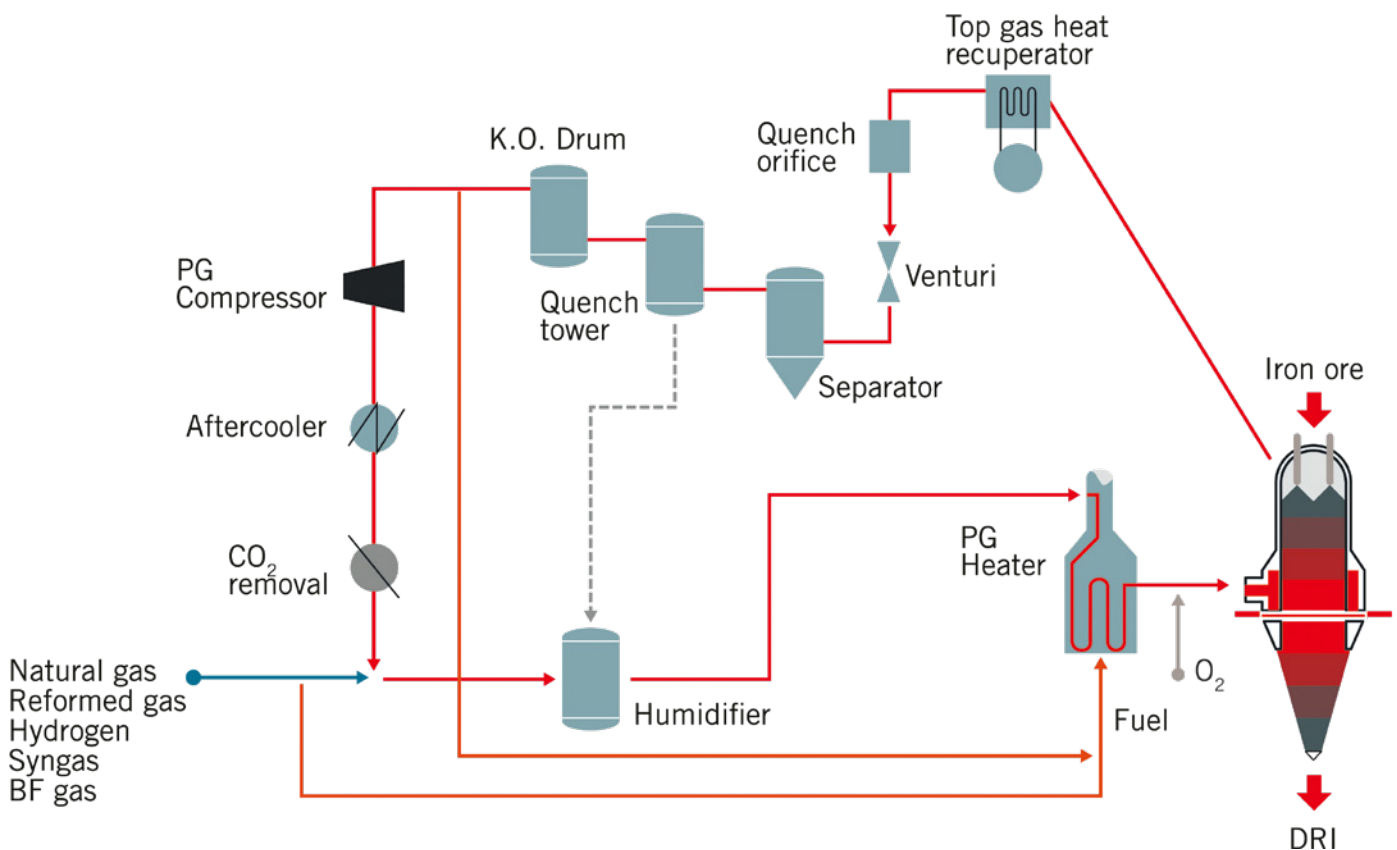 Top gas heat
recuperator
K.O. Drum
Quench
orifice
PG
Compressor
Quench
tower
Venturi
Separator
Iron ore
Aftercooler
CO₂
removal
PG
Heater
Natural gas
Reformed gas
Hydrogen
Syngas
BF gas
Humidifier
Fuel
O₂
DRI